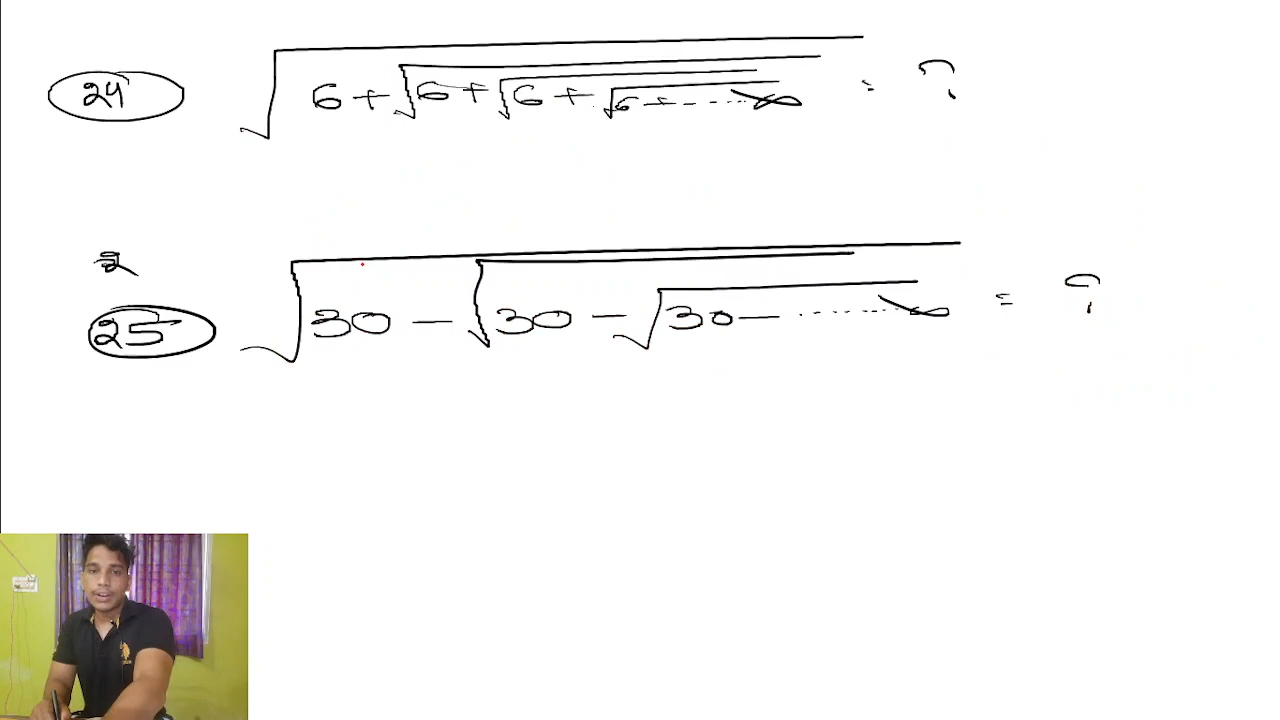 24 √6+√6+√6+√6+-----∞ = ?
25 √30-√30-√30-.......∞ = ?